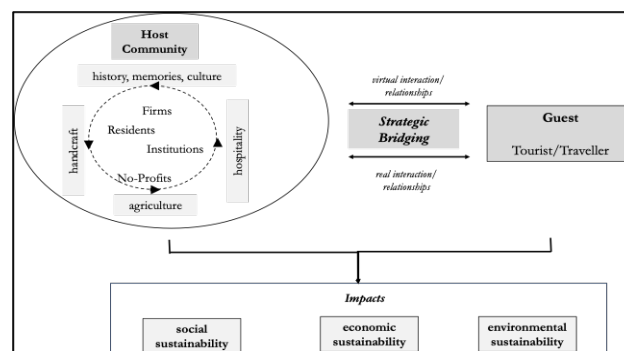 Host
Community
history, memories, culture
Firms
Residents
Institutions
No-Profits
handcraft
hospitality
agriculture
virtual interaction/
relationships
Strategic
Bridging
real interaction/
relationships
Guest
Tourist/Traveller
Impacts
social
sustainability
economic
sustainability
environmental
sustainability